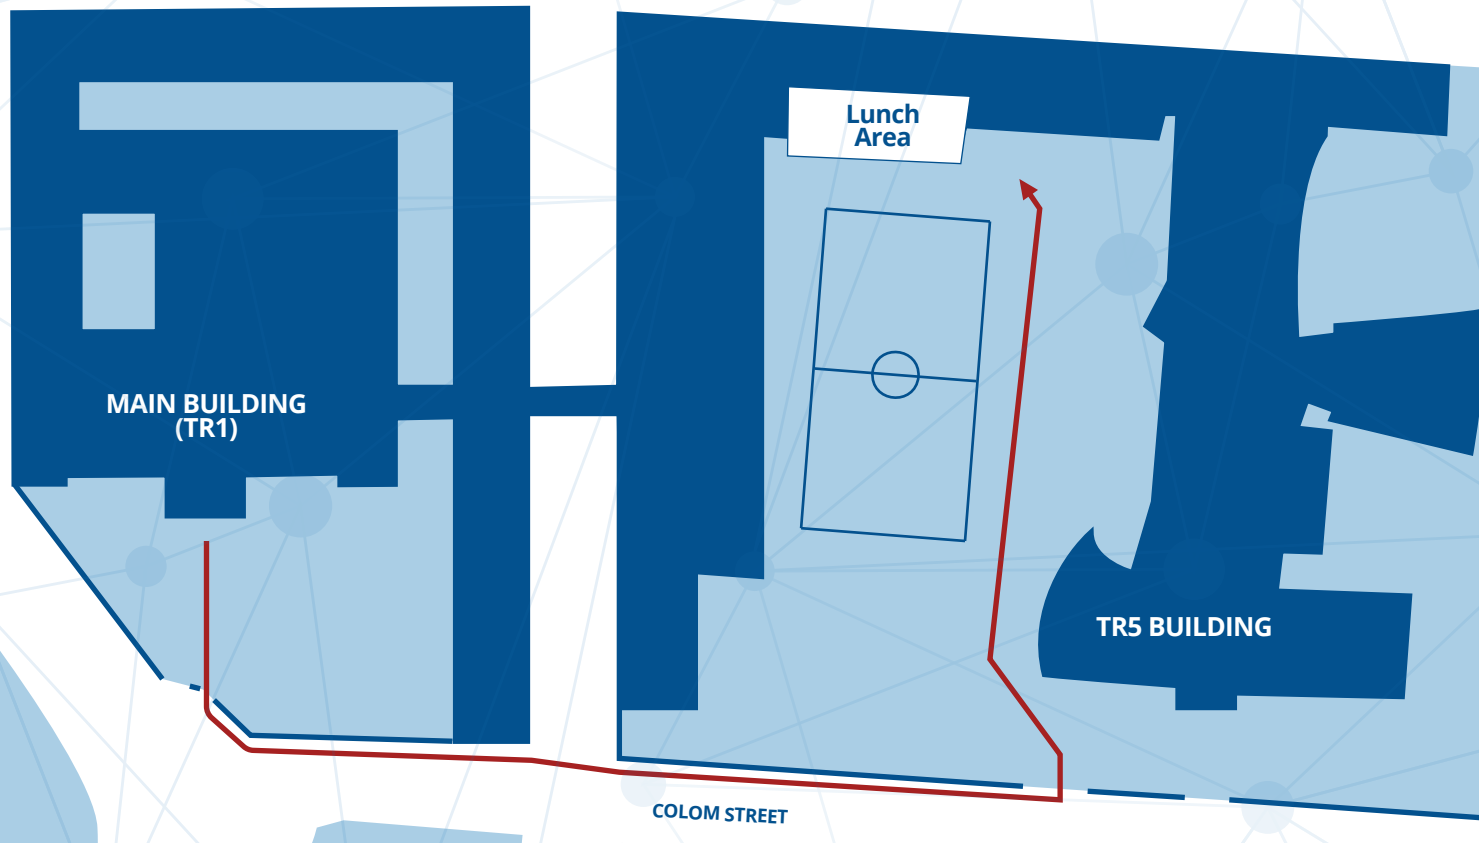 Lunch
Area
MAIN BUILDING
(TR1)
TR5 BUILDING
COLOM STREET